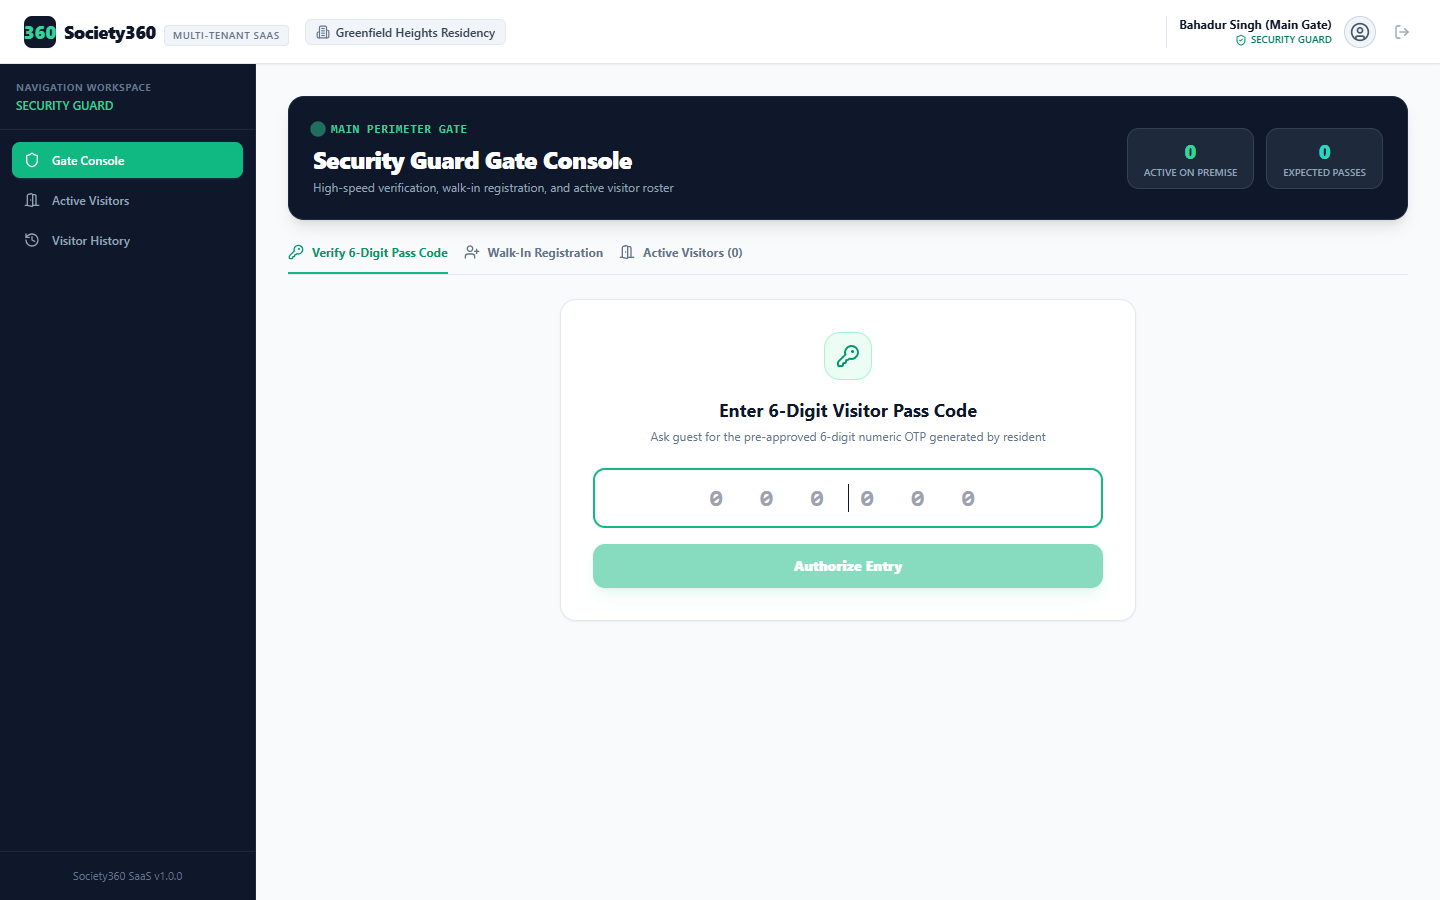 360 Society360 MULTI-TENANT SAAS Greenfield Heights Residency
Bahadur Singh (Main Gate)
SECURITY GUARD
NAVIGATION WORKSPACE
SECURITY GUARD
Gate Console
Active Visitors
Visitor History
Society360 SaaS v1.0.0
MAIN PERIMETER GATE
Security Guard Gate Console
High-speed verification, walk-in registration, and active visitor roster
0
ACTIVE ON PREMISE
0
EXPECTED PASSES
Verify 6-Digit Pass Code Walk-In Registration Active Visitors (0)
Enter 6-Digit Visitor Pass Code
Ask guest for the pre-approved 6-digit numeric OTP generated by resident
0 0 0 0 0 0
Authorize Entry